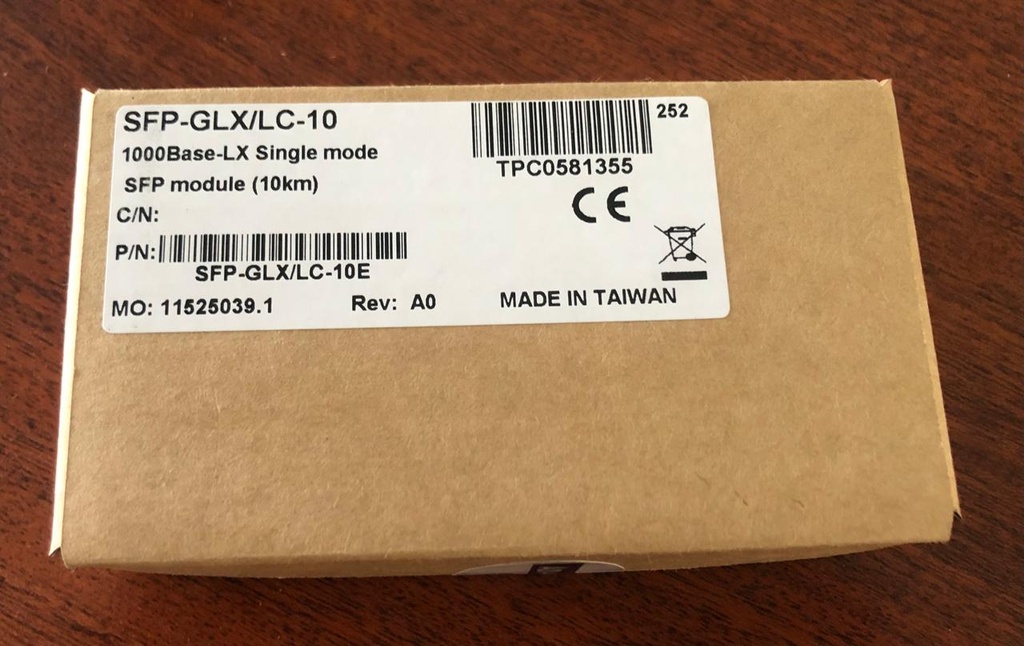 SFP-GLX/LC-10
1000Base-LX Single mode
SFP module (10km)
C/N:
P/N:
SFP-GLX/LC-10E
MO: 11525039.1
Rev: A0
252
TPC0581355
CE
MADE IN TAIWAN